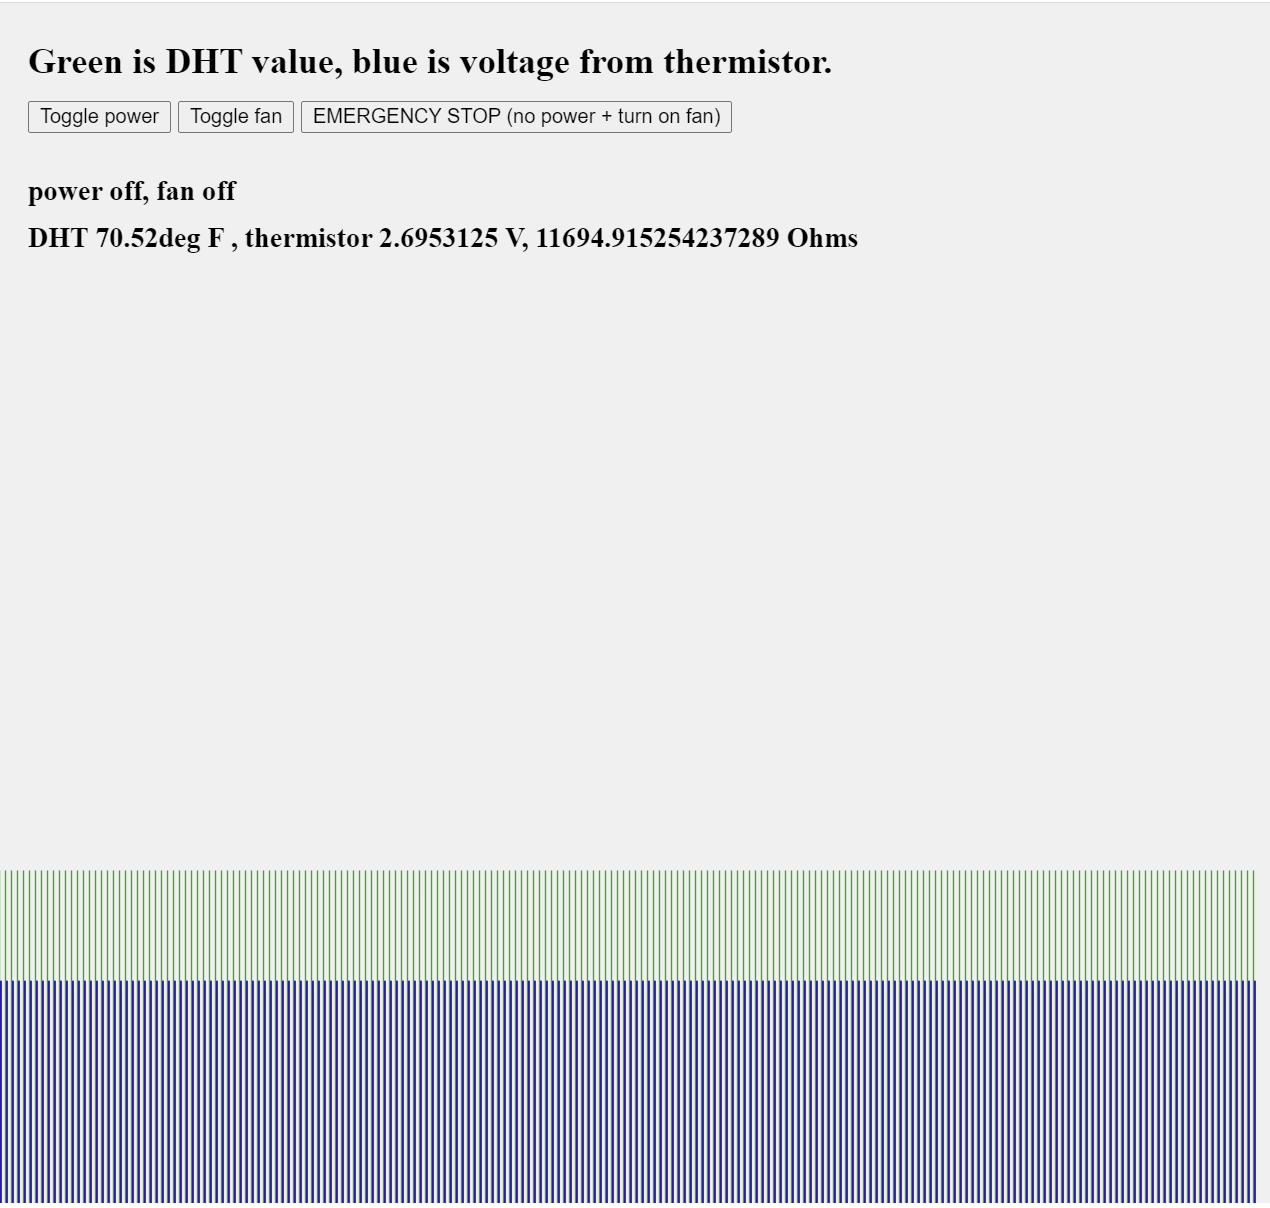 Green is DHT value, blue is voltage from thermistor.
Toggle power Toggle fan EMERGENCY STOP (no power + turn on fan)
power off, fan off
DHT 70.52deg F , thermistor 2.6953125 V, 11694.915254237289 Ohms